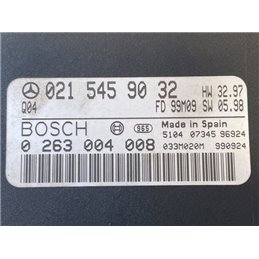 021 545 90 32 HW 32.97
Q04 FD 99M09 SW 05.98
BOSCH 965 Made in Spain
5104 07345 96924
0 263 004 008 033M020M 990924